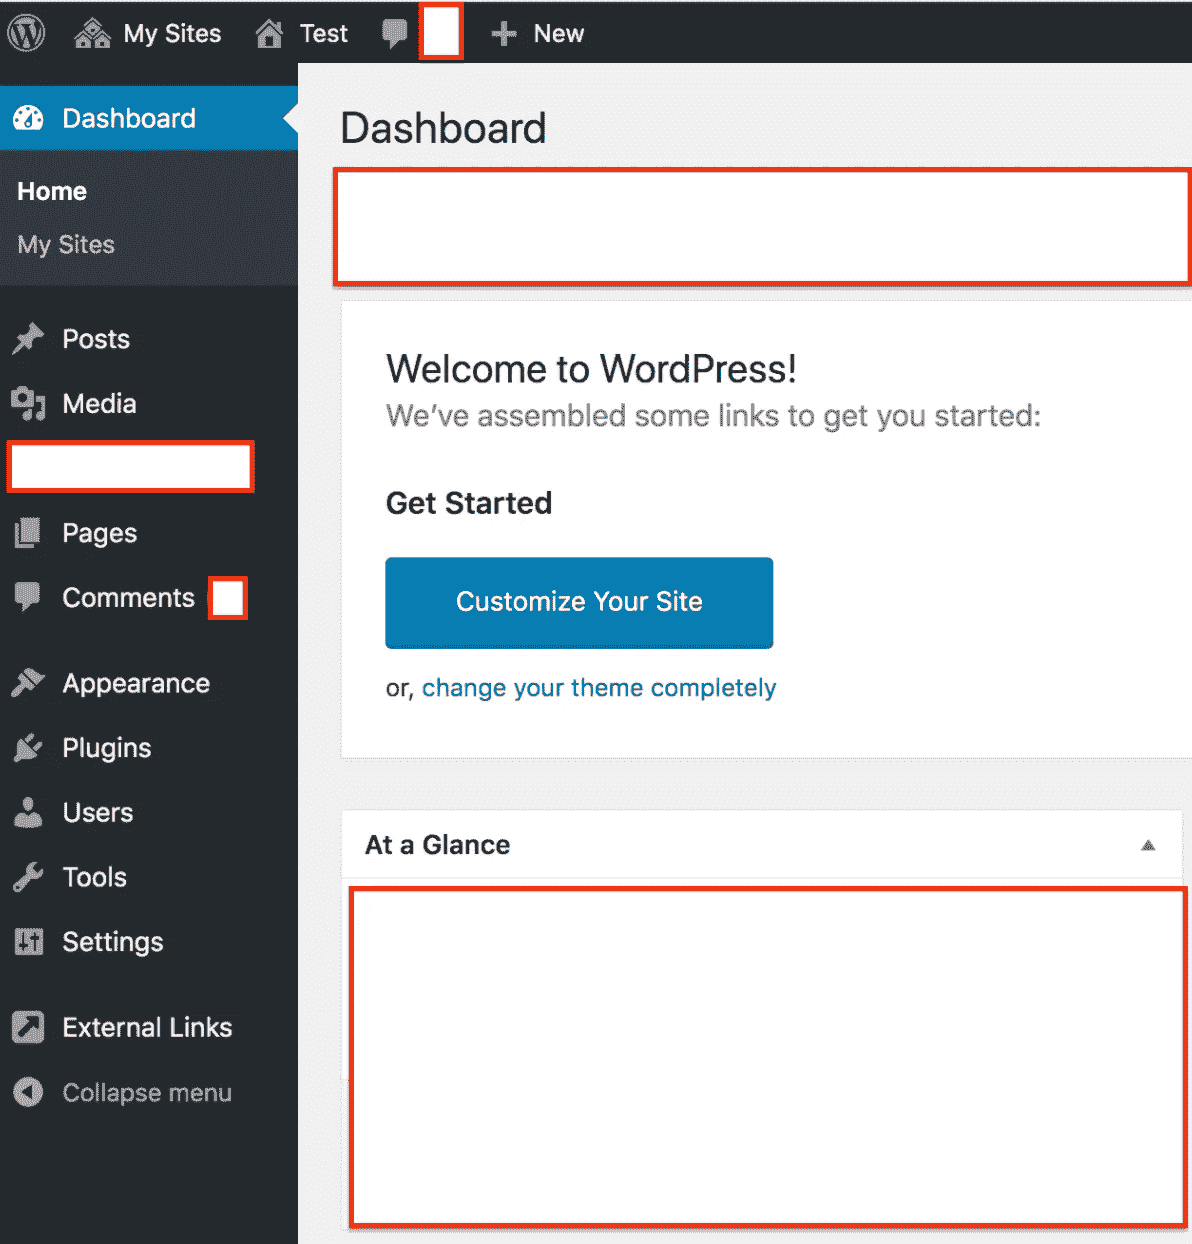 My Sites Test New
Dashboard
Home
My Sites
Posts
Media
Pages
Comments
Appearance
Plugins
Users
Tools
Settings
External Links
Collapse menu
Dashboard
Welcome to WordPress!
We've assembled some links to get you started:
Get Started
Customize Your Site
or, change your theme completely
At a Glance